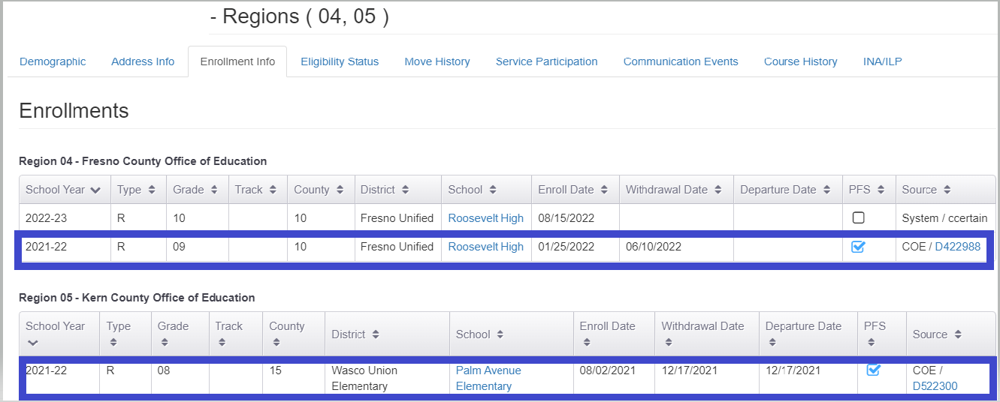 - Regions ( 04, 05 )
Demographic Address Info Enrollment Info Eligibility Status Move History Service Participation Communication Events Course History INA/ILP
Enrollments
Region 04 - Fresno County Office of Education
School Year Type Grade Track County District School Enroll Date Withdrawal Date Departure Date PFS Source
2022-23 R 10 10 Fresno Unified Roosevelt High 08/15/2022 System / ccertain
2021-22 R 09 10 Fresno Unified Roosevelt High 01/25/2022 06/10/2022 COE / D422988
Region 05 - Kern County Office of Education
School Year Type Grade Track County District School Enroll Date Withdrawal Date Departure Date PFS Source
2021-22 R 08 15 Wasco Union Palm Avenue 08/02/2021 12/17/2021 12/17/2021 COE /
Elementary Elementary D522300